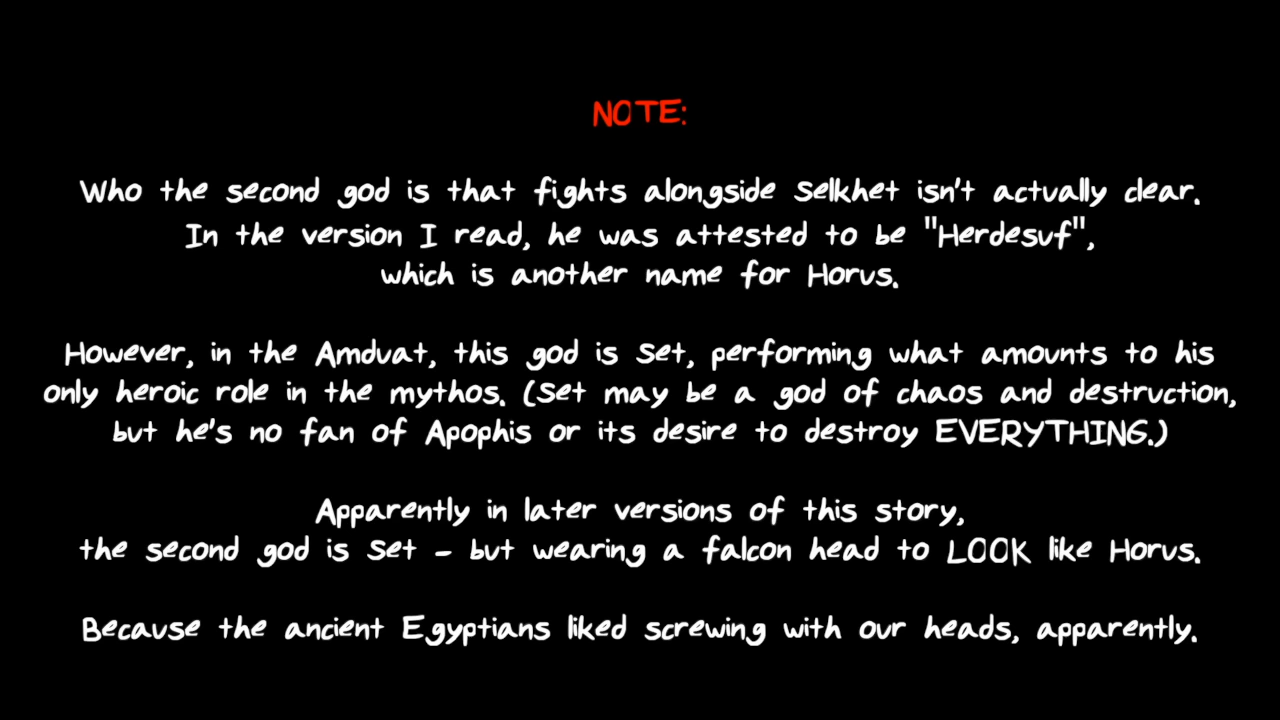 NOTE:
Who the second god is that fights alongside Selkhet isn't actually clear.
In the version I read, he was attested to be "Herdesuf",
which is another name for Horus.
However, in the Amduat, this god is Set, performing what amounts to his
only heroic role in the mythos. (Set may be a god of chaos and destruction,
but he's no fan of Apophis or its desire to destroy EVERYTHING.)
Apparently in later versions of this story,
the second god is Set - but wearing a falcon head to LOOK like Horus.
Because the ancient Egyptians liked screwing with our heads, apparently.